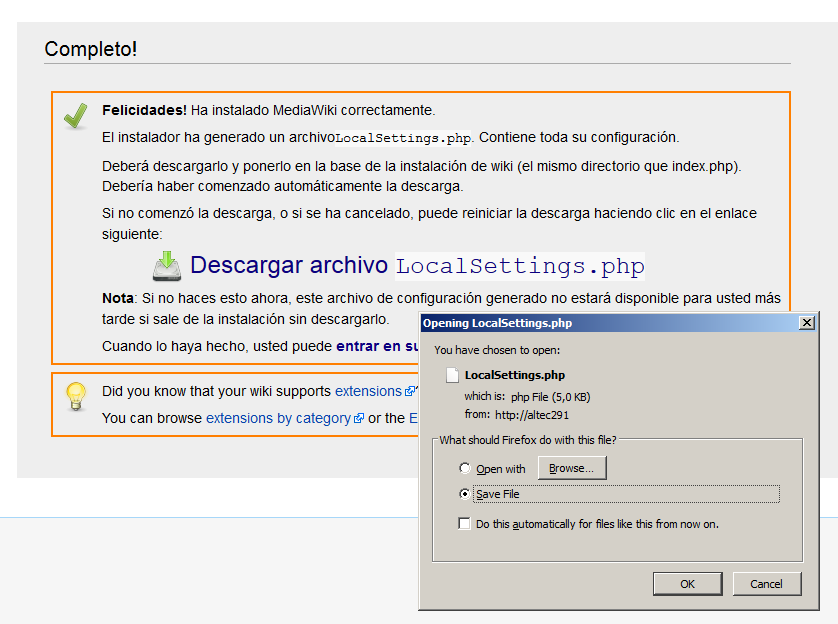 Completo!
Felicidades! Ha instalado MediaWiki correctamente.
El instalador ha generado un archivoLocalSettings.php. Contiene toda su configuración.
Deberá descargarlo y ponerlo en la base de la instalación de wiki (el mismo directorio que index.php).
Debería haber comenzado automáticamente la descarga.
Si no comenzó la descarga, o si se ha cancelado, puede reiniciar la descarga haciendo clic en el enlace
siguiente:
Descargar archivo LocalSettings.php
Nota: Si no haces esto ahora, este archivo de configuración generado no estará disponible para usted más
tarde si sale de la instalación sin descargarlo.
Cuando lo haya hecho, usted puede entrar en su
Did you know that your wiki supports extensions?
You can browse extensions by category or the E
Opening LocalSettings.php
You have chosen to open:
LocalSettings.php
which is: php File (5,0 KB)
from: http://altec291
What should Firefox do with this file?
Open with Browse...
Save File
Do this automatically for files like this from now on.
OK Cancel